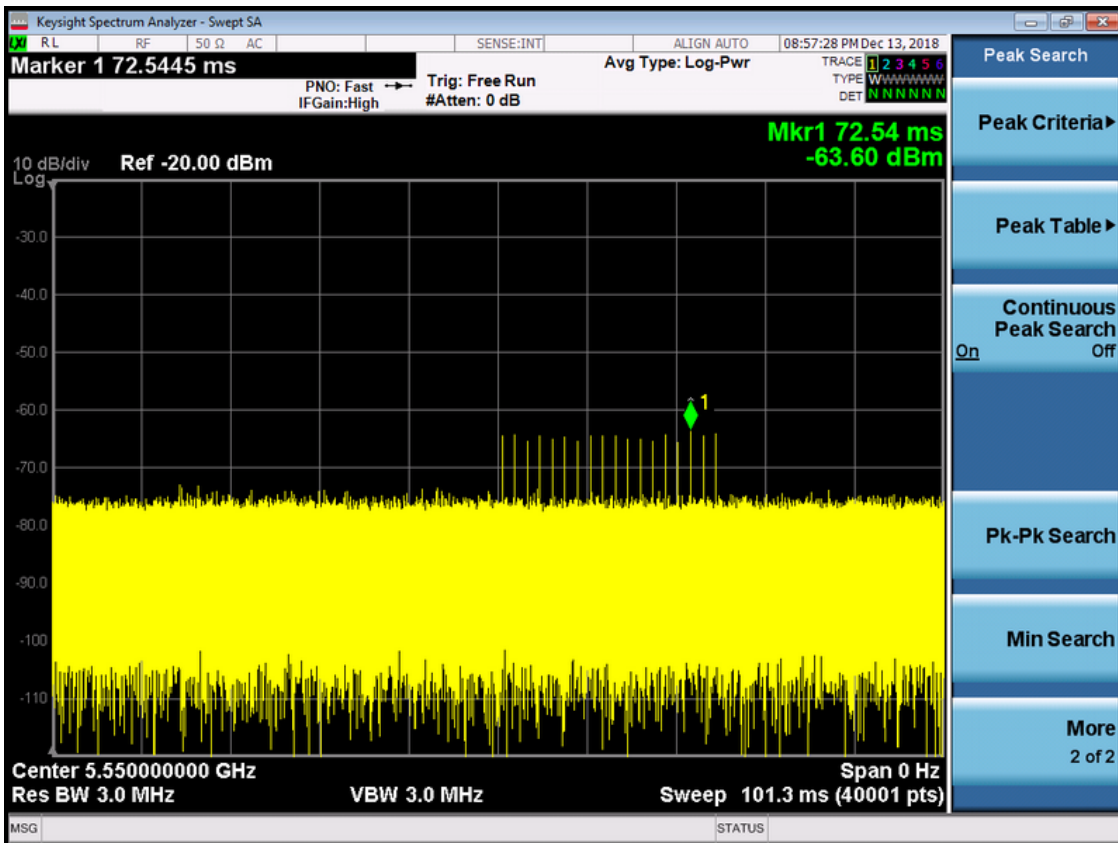 Keysight Spectrum Analyzer - Swept SA
LXI RL RF 50 Ω AC SENSE:INT ALIGN AUTO 08:57:28 PM Dec 13, 2018
Marker 1 72.5445 ms
PNO: Fast
IFGain:High
Trig: Free Run
#Atten: 0 dB
Avg Type: Log-Pwr
TRACE 1 2 3 4 5 6
TYPE WWWWWW
DET N N N N N N
Mkr1 72.54 ms
-63.60 dBm
10 dB/div Ref -20.00 dBm
Log
-30.0
-40.0
-50.0
-60.0
-70.0
-80.0
-90.0
-100
-110
1
Center 5.550000000 GHz Span 0 Hz
Res BW 3.0 MHz VBW 3.0 MHz Sweep 101.3 ms (40001 pts)
MSG STATUS
Peak Search
Peak Criteria
Peak Table
Continuous
Peak Search
On Off
Pk-Pk Search
Min Search
More
2 of 2